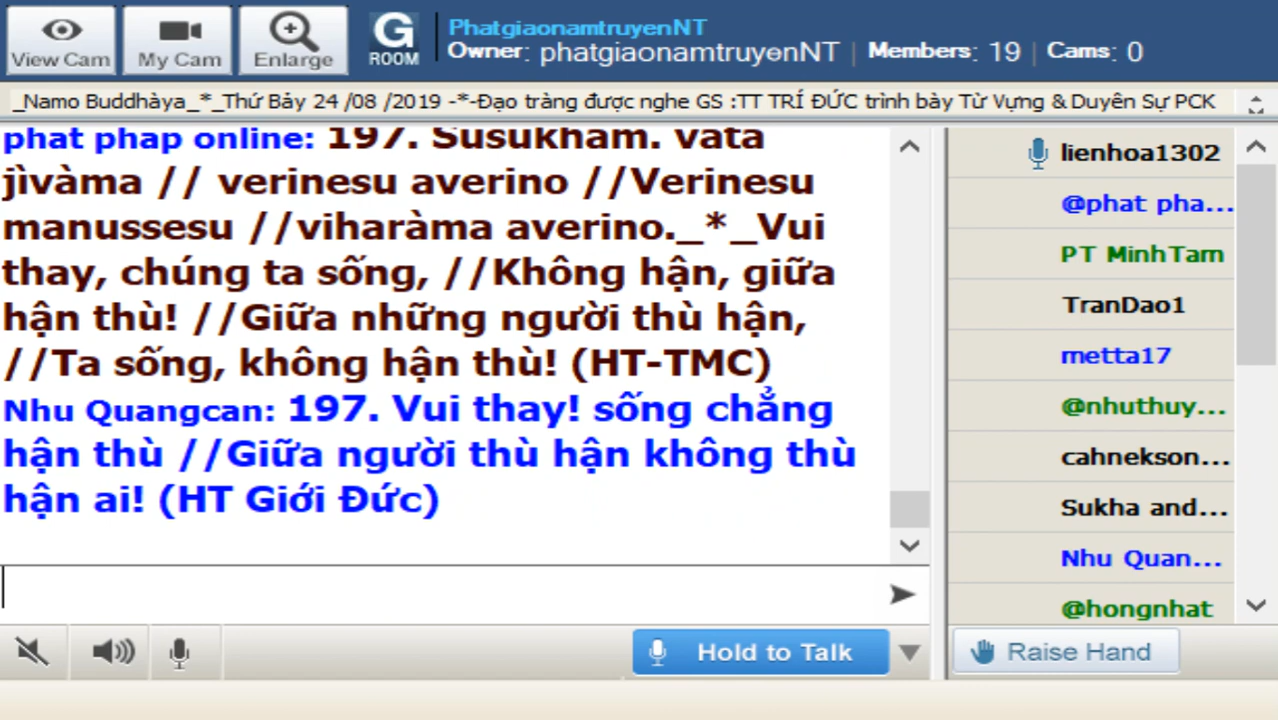 View Cam
My Cam
Enlarge
G
ROOM
PhatgiaonamtruyenNT
Owner: phatgiaonamtruyenNT | Members: 19 | Cams: 0
_Namo Buddhàya_*_Thứ Bảy 24 /08 /2019 -*-Đạo tràng được nghe GS :TT TRÍ ĐỨC trình bày Từ Vựng & Duyên Sự PCK
phat phap online: 197. Susukham. vata
jìvàma // verinesu averino //Verinesu
manussesu //viharàma averino._*_Vui
thay, chúng ta sống, //Không hận, giữa
hận thù! //Giữa những người thù hận,
//Ta sống, không hận thù! (HT-TMC)
Nhu Quangcan: 197. Vui thay! sống chẳng
hận thù //Giữa người thù hận không thù
hận ai! (HT Giới Đức)
lienhoa1302
@phat pha...
PT MinhTam
TranDao1
metta17
@nhuthuy...
cahnekson...
Sukha and...
Nhu Quan...
@hongnhat
Hold to Talk
Raise Hand